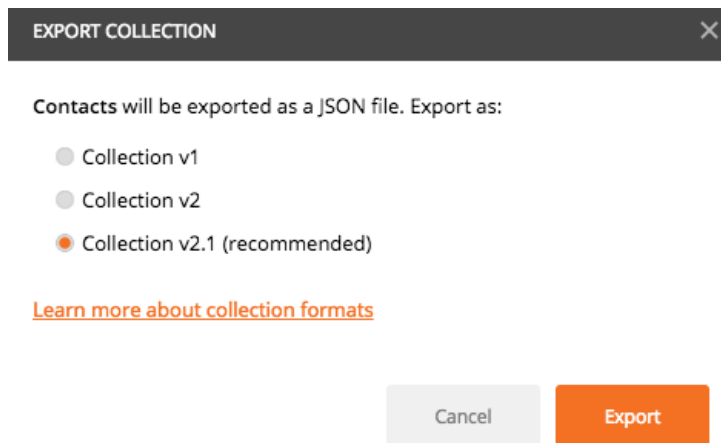 EXPORT COLLECTION
Contacts will be exported as a JSON file. Export as:
Collection v1
Collection v2
Collection v2.1 (recommended)
Learn more about collection formats
Cancel
Export